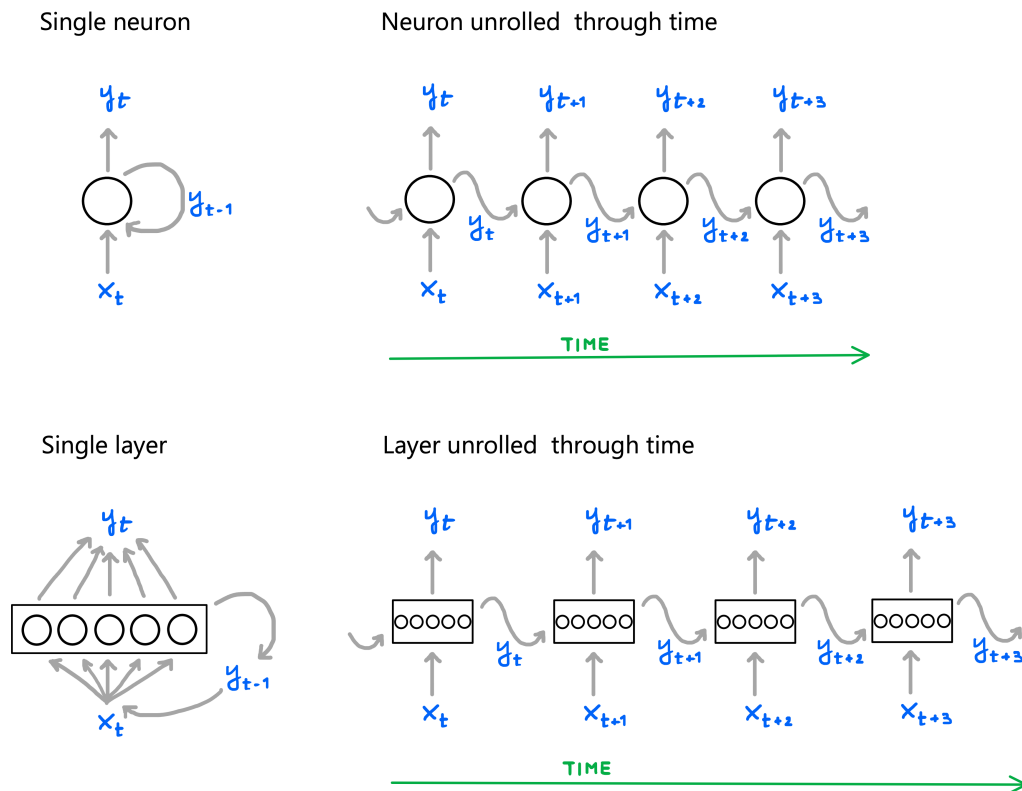 Single neuron
Neuron unrolled through time
yt
yt yt+1 yt+2 yt+3
yt-1
yt yt+1 yt+2 yt+3
xt
xt xt+1 xt+2 xt+3
TIME
Single layer
Layer unrolled through time
yt
yt yt+1 yt+2 yt+3
yt-1
yt yt+1 yt+2 yt+3
xt
xt xt+1 xt+2 xt+3
TIME